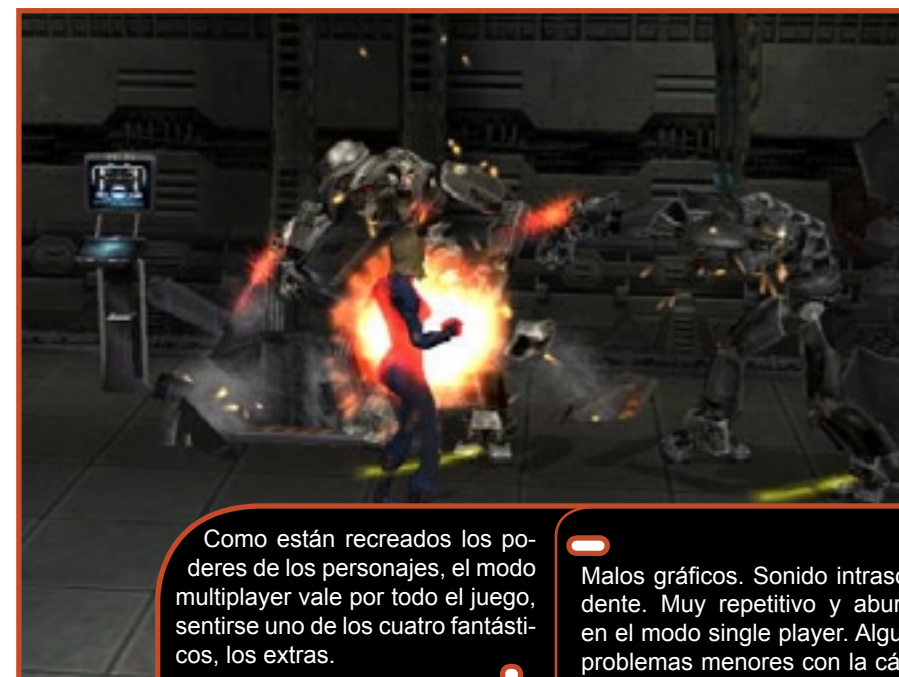 Como están recreados los po-
deres de los personajes, el modo
multiplayer vale por todo el juego,
sentirse uno de los cuatro fantásti-
cos, los extras.
Malos gráficos. Sonido intrasc
dente. Muy repetitivo y abur
en el modo single player. Algu
problemas menores con la cá